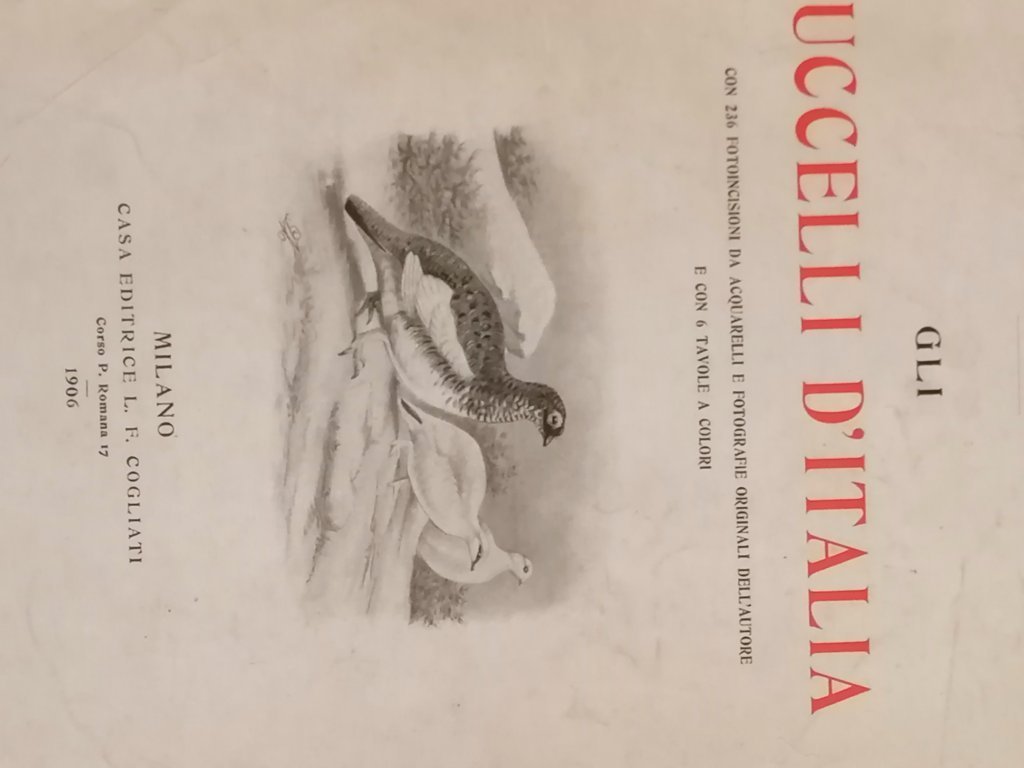 GLI
UCCELLI D'ITALIA
CON 236 FOTOINCISIONI DA ACQUARELLI E FOTOGRAFIE ORIGINALI DELL'AUTORE
E CON 6 TAVOLE A COLORI
MILANO
CASA EDITRICE L. F. COGLIATI
Corso P. Romana 17
1906